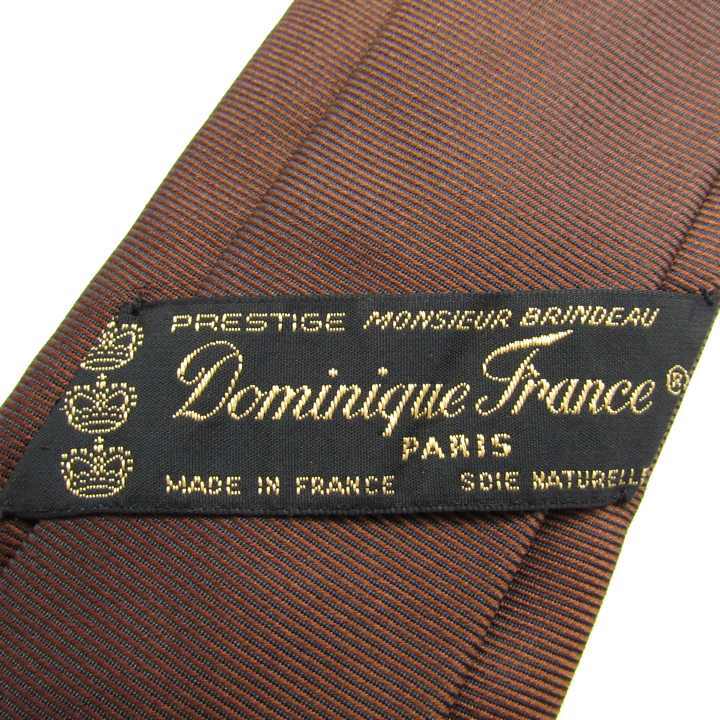 PRESTIGE MONSIEUR BRINDEAU
Dominique France®
PARIS
MADE IN FRANCE SOIE NATURELLE